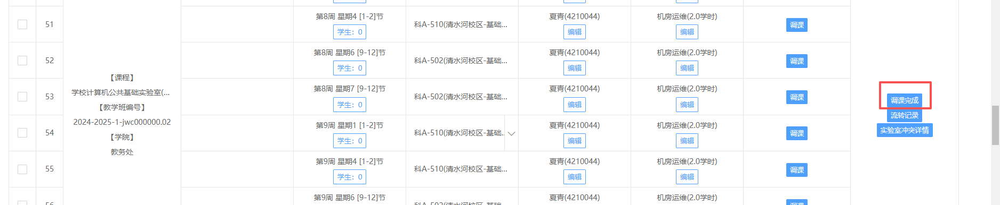 51
第8周 星期4 [1-2]节
学生：0
科A-510(清水河校区-基础...
夏青(4210044)
编辑
机房运维(2.0学时)
编辑
调课
52
第8周 星期6 [9-12]节
学生：0
科A-502(清水河校区-基础...
夏青(4210044)
编辑
机房运维(2.0学时)
编辑
调课
【课程】
学校计算机公共基础实验室(...
【教学班编号】
2024-2025-1-jwc000000.02
【学院】
教务处
53
第8周 星期7 [9-12]节
学生：0
科A-502(清水河校区-基础...
夏青(4210044)
编辑
机房运维(2.0学时)
编辑
调课
调课完成
流转记录
实验室冲突详情
54
第9周 星期1 [1-2]节
学生：0
科A-510(清水河校区-基础..
夏青(4210044)
编辑
机房运维(2.0学时)
编辑
调课
55
第9周 星期4 [1-2]节
学生：0
科A-510(清水河校区-基础...
夏青(4210044)
编辑
机房运维(2.0学时)
编辑
调课
56
第9周 星期6 [9-12]节
科A-502(清水河校区-基础...
夏青(4210044)
机房运维(2.0学时)
调课